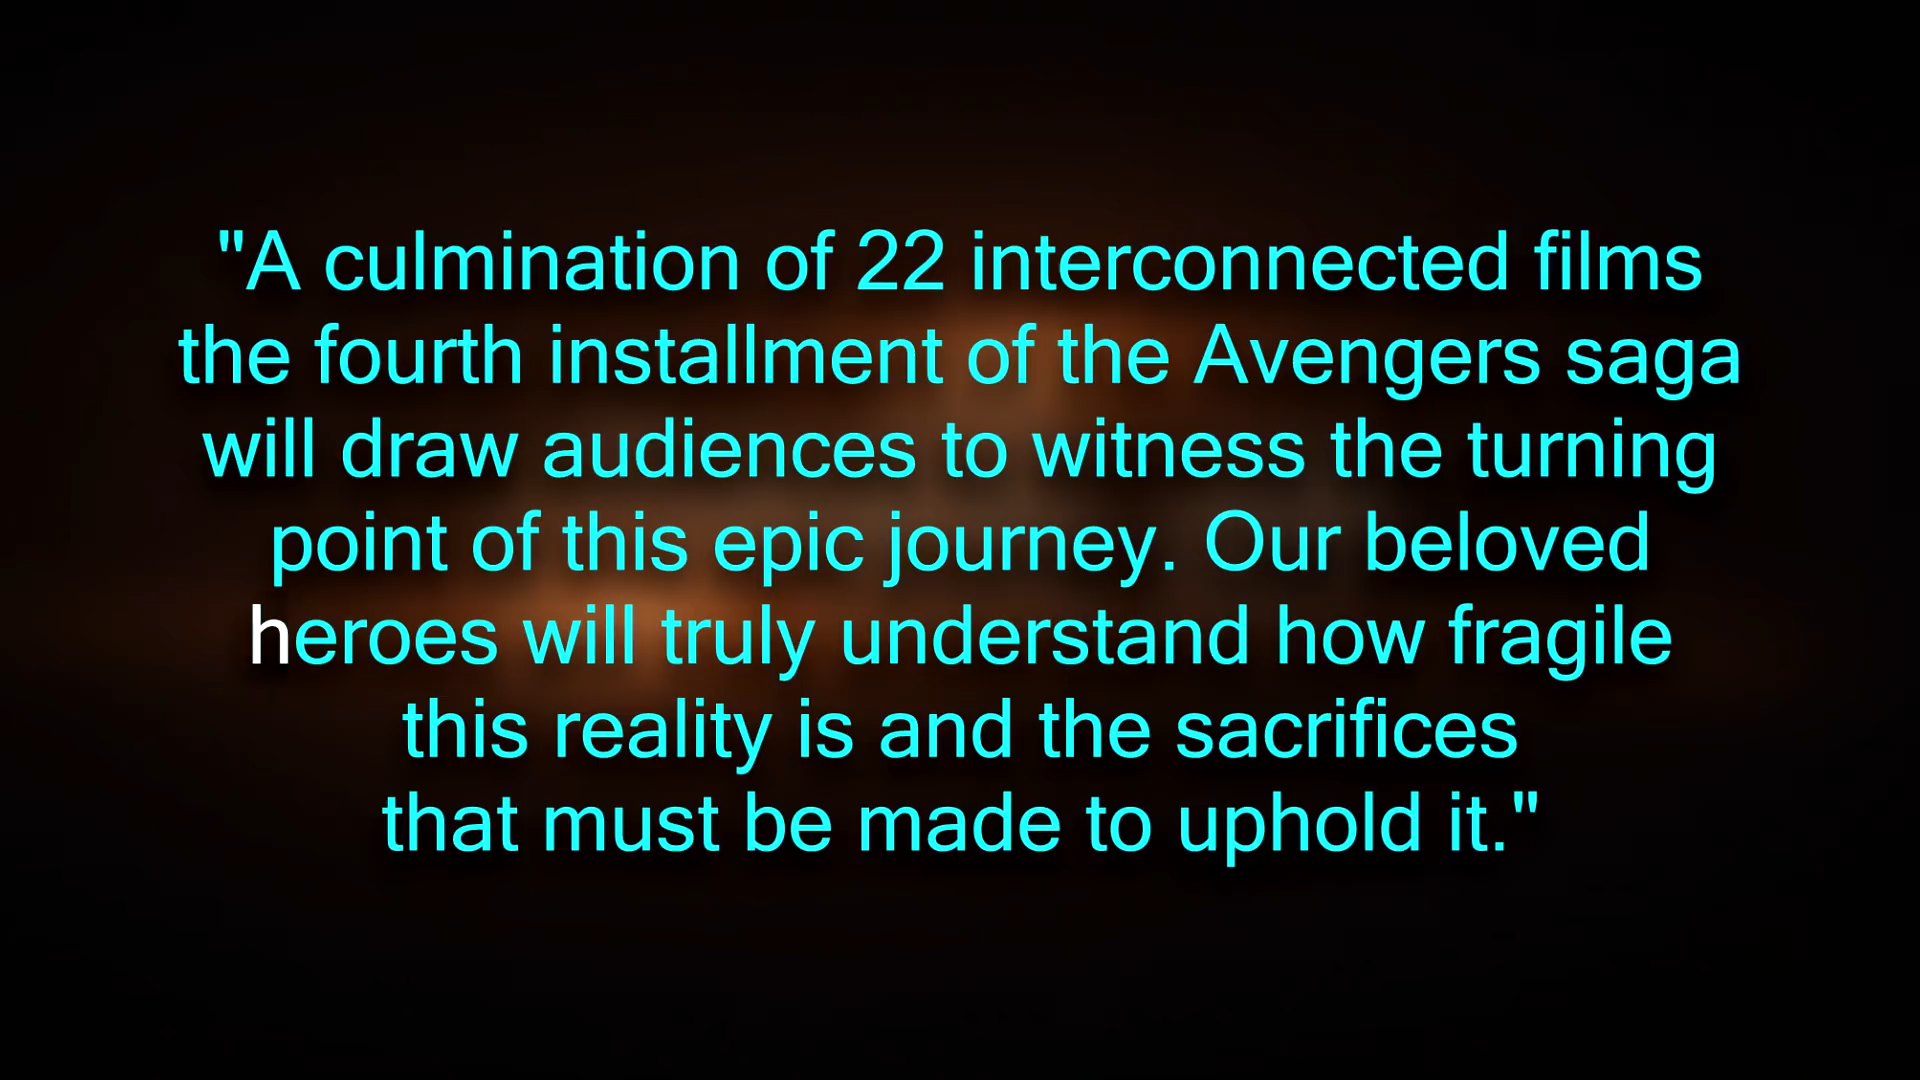 "A culmination of 22 interconnected films
the fourth installment of the Avengers saga
will draw audiences to witness the turning
point of this epic journey. Our beloved
heroes will truly understand how fragile
this reality is and the sacrifices
that must be made to uphold it."